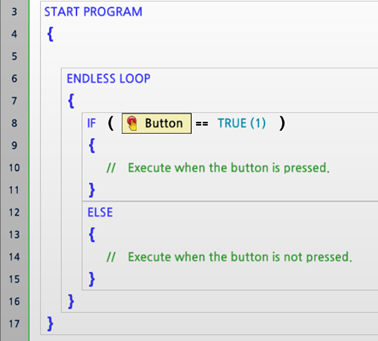 3 START PROGRAM
4 {
5
6 ENDLESS LOOP
7 {
8 IF ( Button == TRUE (1) )
9 {
10 // Execute when the button is pressed.
11 }
12 ELSE
13 {
14 // Execute when the button is not pressed.
15 }
16 }
17 }